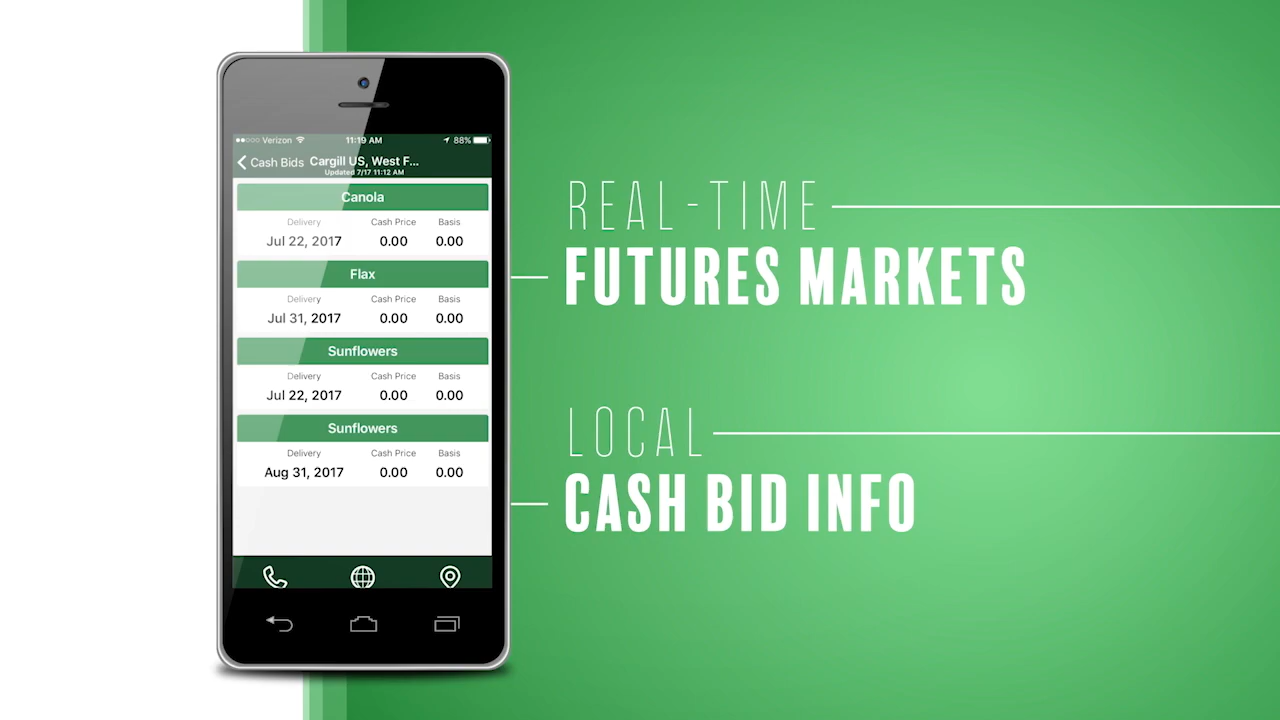 Verizon 11:19 AM 88%
Cash Bids Cargill US, West F...
Updated 7/17 11:12 AM
Canola
Delivery Cash Price Basis
Jul 22, 2017 0.00 0.00
Flax
Delivery Cash Price Basis
Jul 31, 2017 0.00 0.00
Sunflowers
Delivery Cash Price Basis
Jul 22, 2017 0.00 0.00
Sunflowers
Delivery Cash Price Basis
Aug 31, 2017 0.00 0.00
REAL-TIME
FUTURES MARKETS
LOCAL
CASH BID INFO